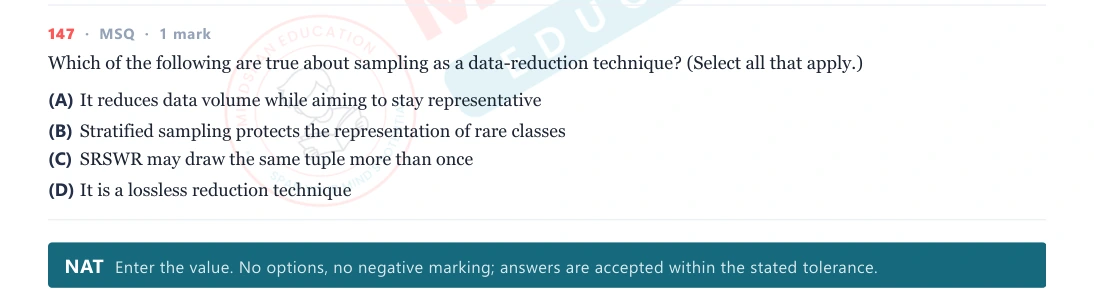 147 · MSQ · 1 mark
Which of the following are true about sampling as a data-reduction technique? (Select all that apply.)
(A) It reduces data volume while aiming to stay representative
(B) Stratified sampling protects the representation of rare classes
(C) SRSWR may draw the same tuple more than once
(D) It is a lossless reduction technique
NAT Enter the value. No options, no negative marking; answers are accepted within the stated tolerance.
EDUC